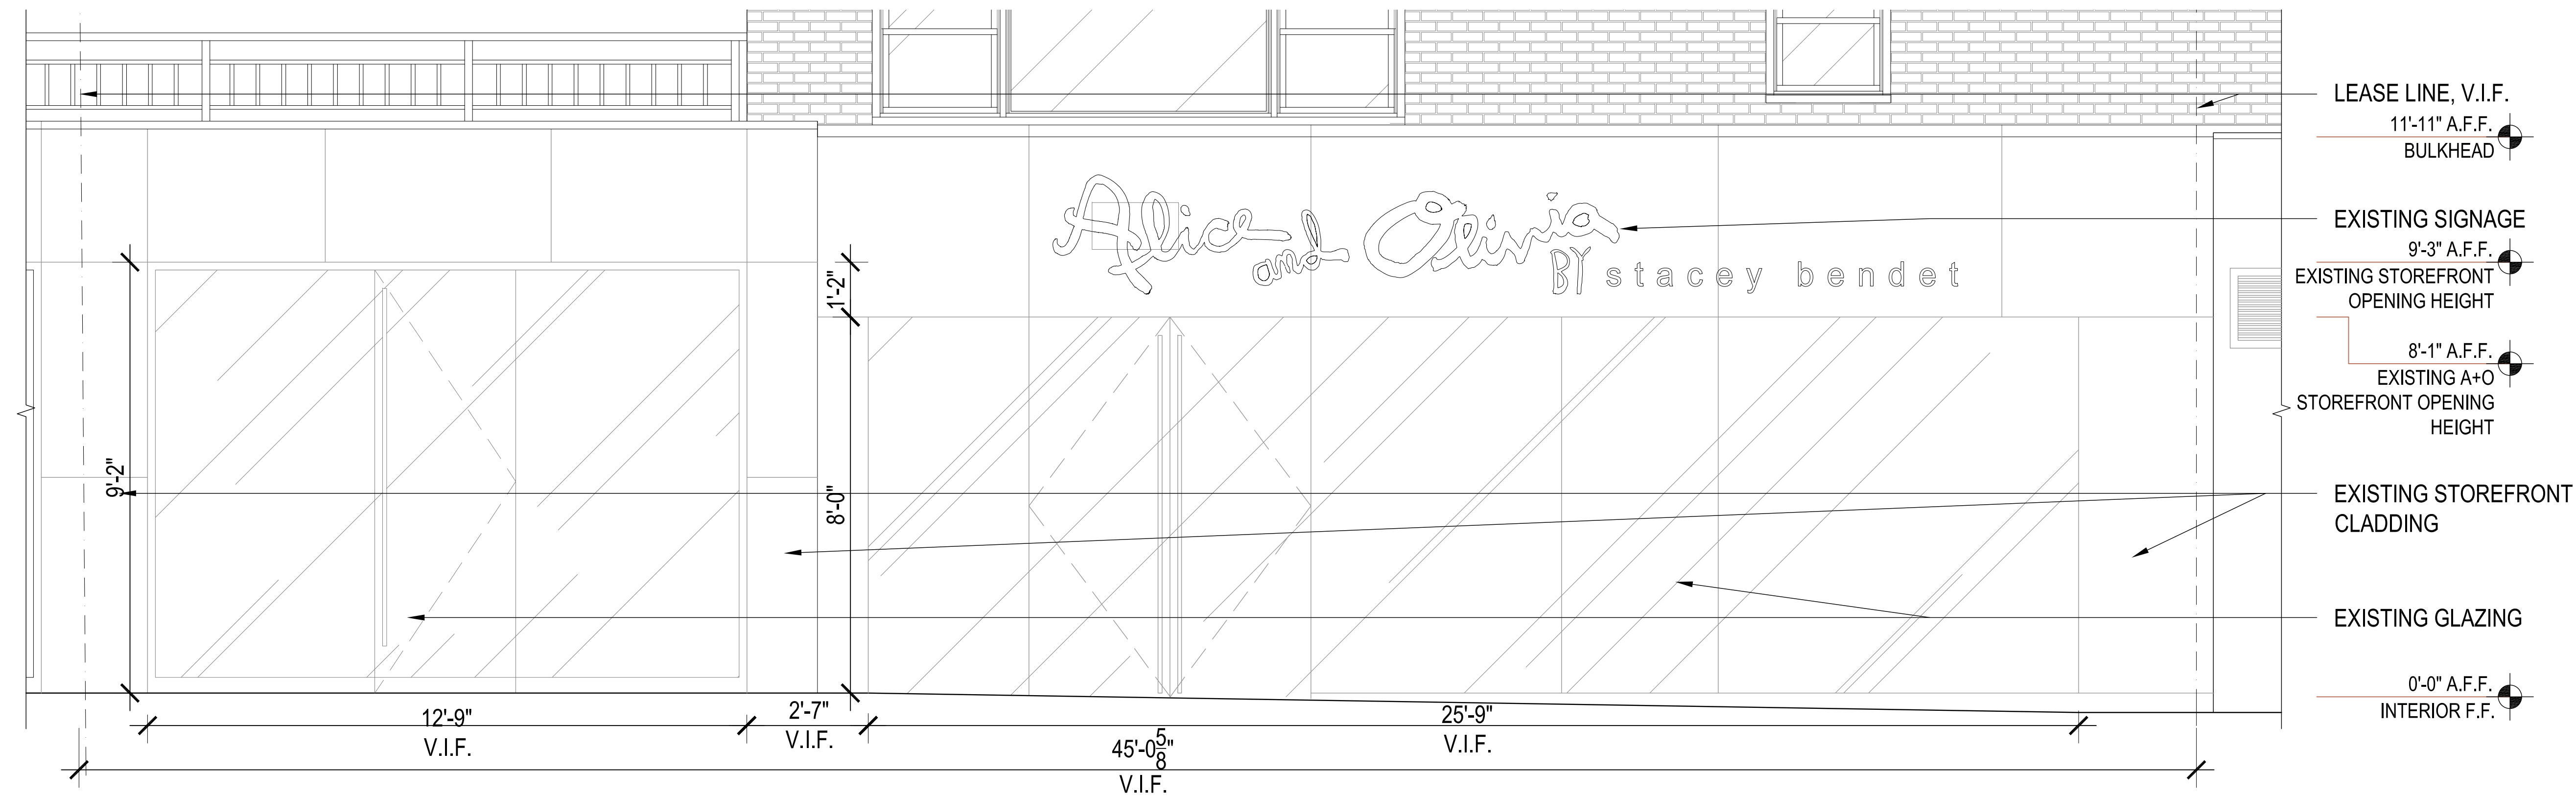 LEASE LINE, V.I.F.
11'-11" A.F.F.
BULKHEAD
Alice and Olivia
BY stacey bendet
EXISTING SIGNAGE
9'-3" A.F.F.
EXISTING STOREFRONT
OPENING HEIGHT
1'-2"
8'-1" A.F.F.
EXISTING A+O
STOREFRONT OPENING
HEIGHT
9'-2"
8'-0"
EXISTING STOREFRONT
CLADDING
EXISTING GLAZING
0'-0" A.F.F.
INTERIOR F.F.
12'-9"
V.I.F.
2'-7"
V.I.F.
25'-9"
V.I.F.
45'-0 5/8"
V.I.F.